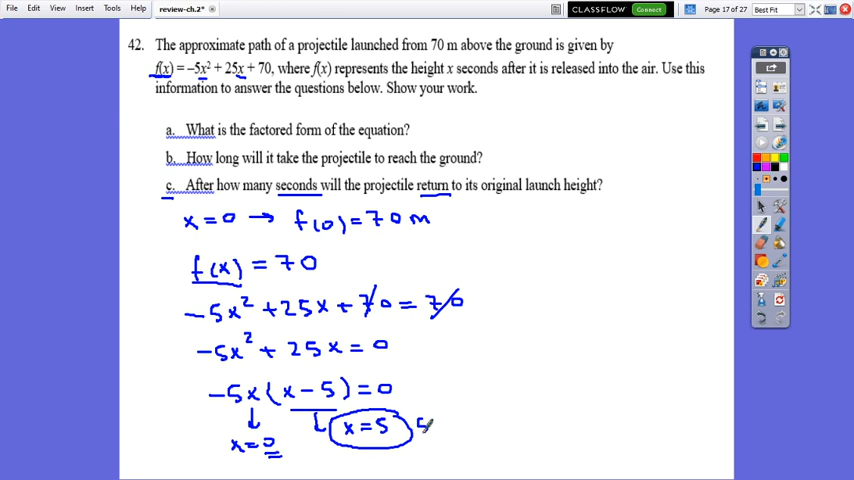 File Edit View Insert Tools Help review-ch.2* CLASSFLOW Connect Page 17 of 27 Best Fit
42. The approximate path of a projectile launched from 70 m above the ground is given by
f(x) = –5x² + 25x + 70, where f(x) represents the height x seconds after it is released into the air. Use this
information to answer the questions below. Show your work.
a. What is the factored form of the equation?
b. How long will it take the projectile to reach the ground?
c. After how many seconds will the projectile return to its original launch height?
x = 0 → f(0) = 70 m
f(x) = 70
-5x² + 25x + 70 = 70
-5x² + 25x = 0
-5x (x - 5) = 0
↓ ↓ x = 5
x = 0